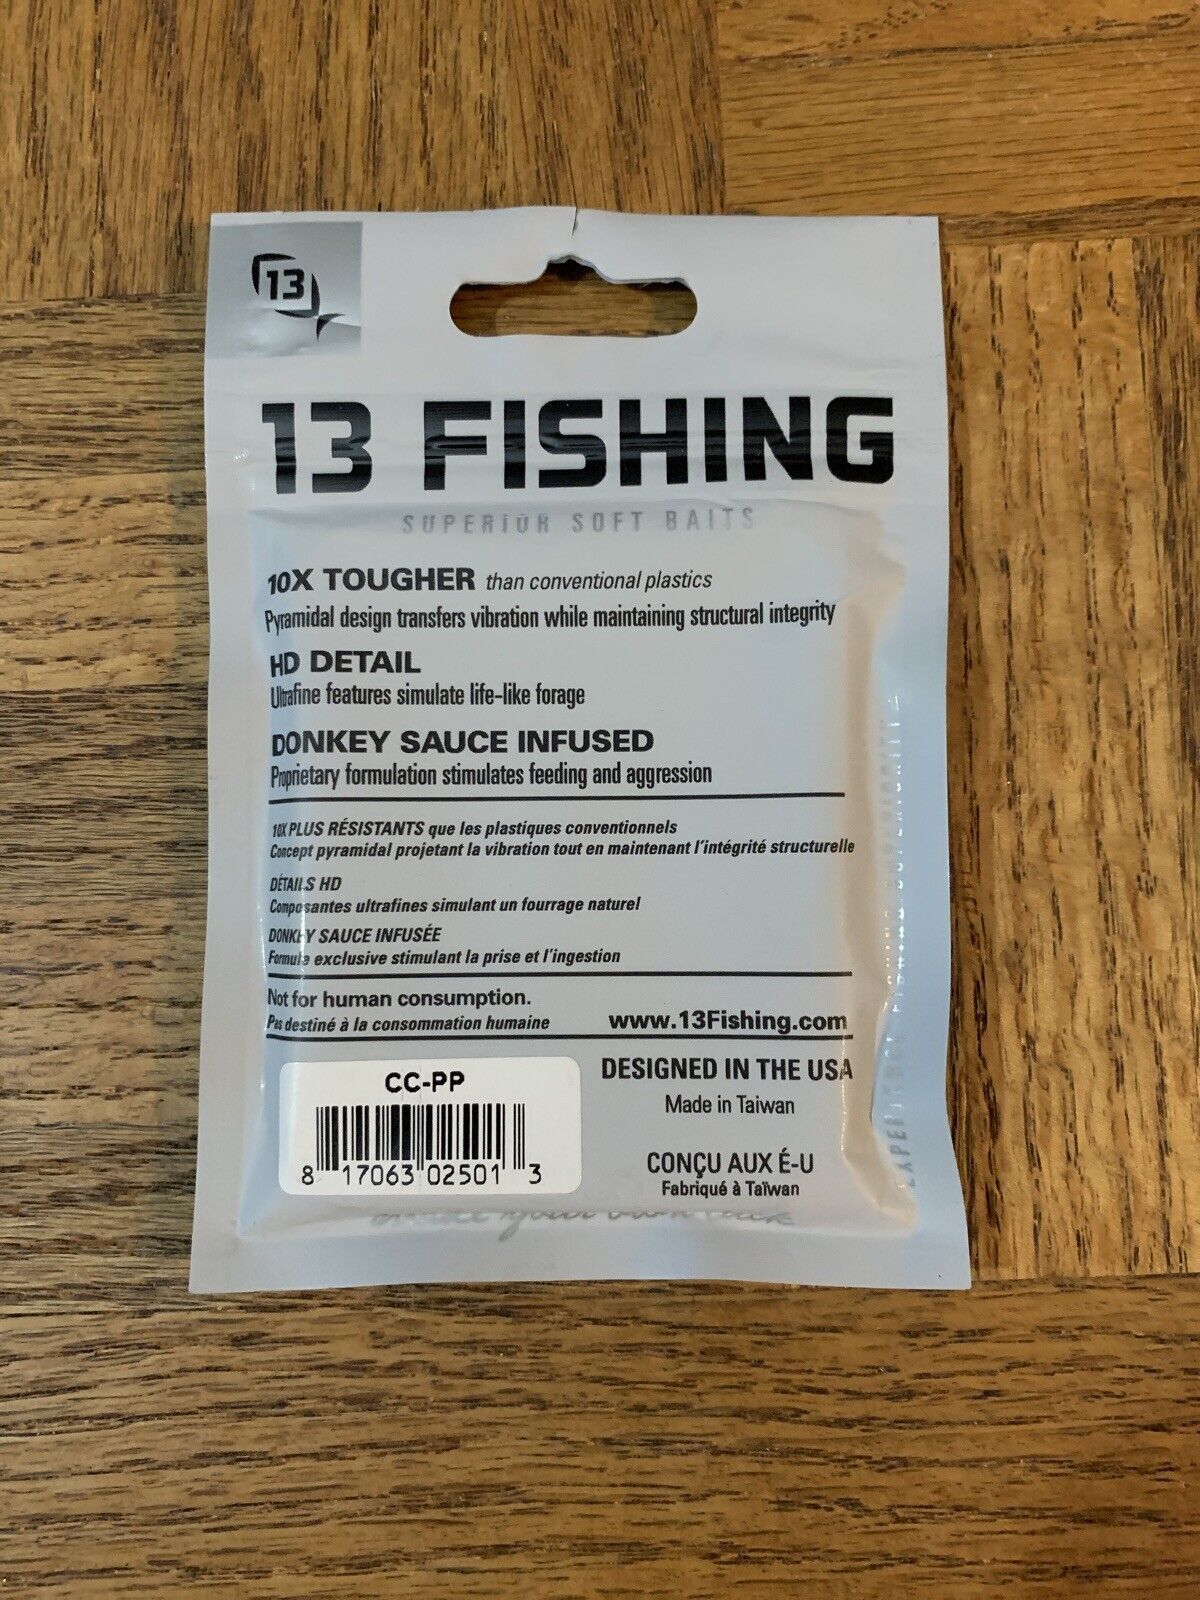 13
13 FISHING
SUPERIOR SOFT BAITS
10X TOUGHER than conventional plastics
Pyramidal design transfers vibration while maintaining structural integrity
HD DETAIL
Ultrafine features simulate life-like forage
DONKEY SAUCE INFUSED
Proprietary formulation stimulates feeding and aggression
10X PLUS RÉSISTANTS que les plastiques conventionnels
Concept pyramidal projetant la vibration tout en maintenant l'intégrité structurelle
DÉTAILS HD
Composantes ultrafines simulant un fourrage naturel
DONKEY SAUCE INFUSÉE
Formule exclusive stimulant la prise et l'ingestion
Not for human consumption.
Pas destiné à la consommation humaine
www.13Fishing.com
CC-PP
8 17063 02501 3
DESIGNED IN THE USA
Made in Taiwan
CONÇU AUX É-U
Fabriqué à Taïwan